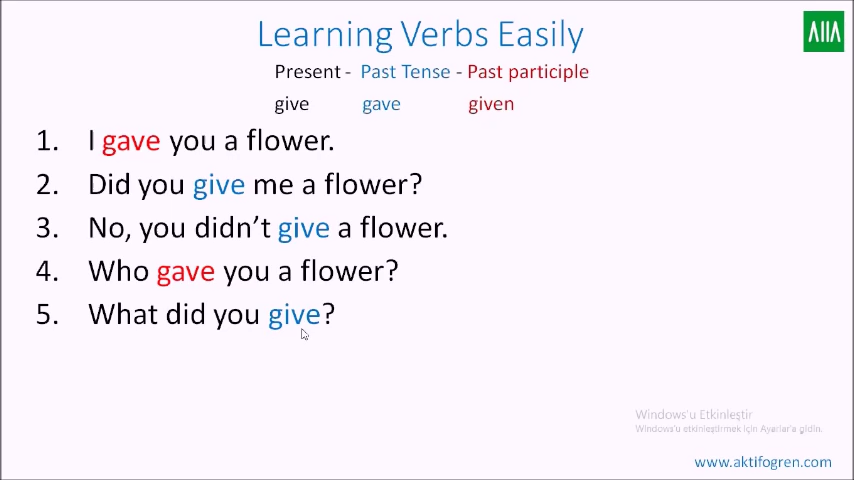 Learning Verbs Easily
AIIA
Present - Past Tense - Past participle
give gave given
1. I gave you a flower.
2. Did you give me a flower?
3. No, you didn’t give a flower.
4. Who gave you a flower?
5. What did you give?
Windows'u Etkinleştir
Windows'u etkinleştirmek için Ayarlar'a gidin.
www.aktifogren.com